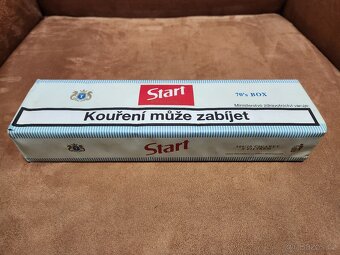 Start
70's BOX
Ministerstvo zdravotnictví varuje:
Kouření může zabíjet
Start